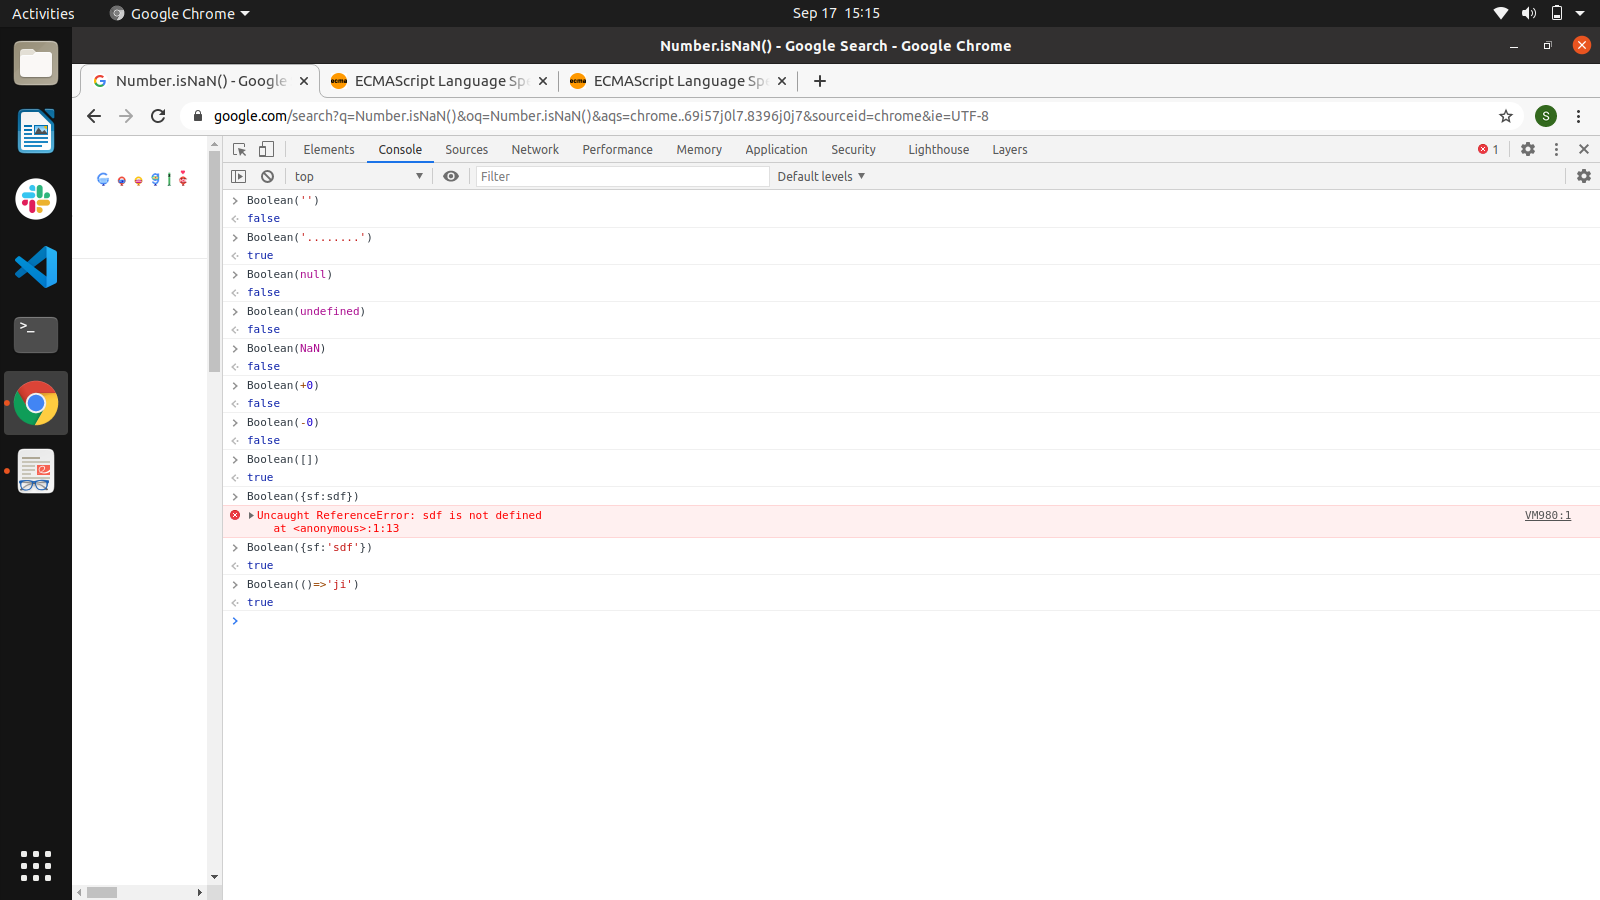 Activities
Google Chrome
Sep 17 15:15
Number.isNaN() - Google Search - Google Chrome
Number.isNaN() - Google
ECMAScript Language Spe
ECMAScript Language Spe
google.com/search?q=Number.isNaN()&oq=Number.isNaN()&aqs=chrome..69i57j0l7.8396j0j7&sourceid=chrome&ie=UTF-8
S
Elements Console Sources Network Performance Memory Application Security Lighthouse Layers
1
top
Filter
Default levels
Boolean('')
false
Boolean('........')
true
Boolean(null)
false
Boolean(undefined)
false
Boolean(NaN)
false
Boolean(+0)
false
Boolean(-0)
false
Boolean([])
true
Boolean({sf:sdf})
Uncaught ReferenceError: sdf is not defined
VM980:1
at <anonymous>:1:13
Boolean({sf:'sdf'})
true
Boolean(()=>'ji')
true